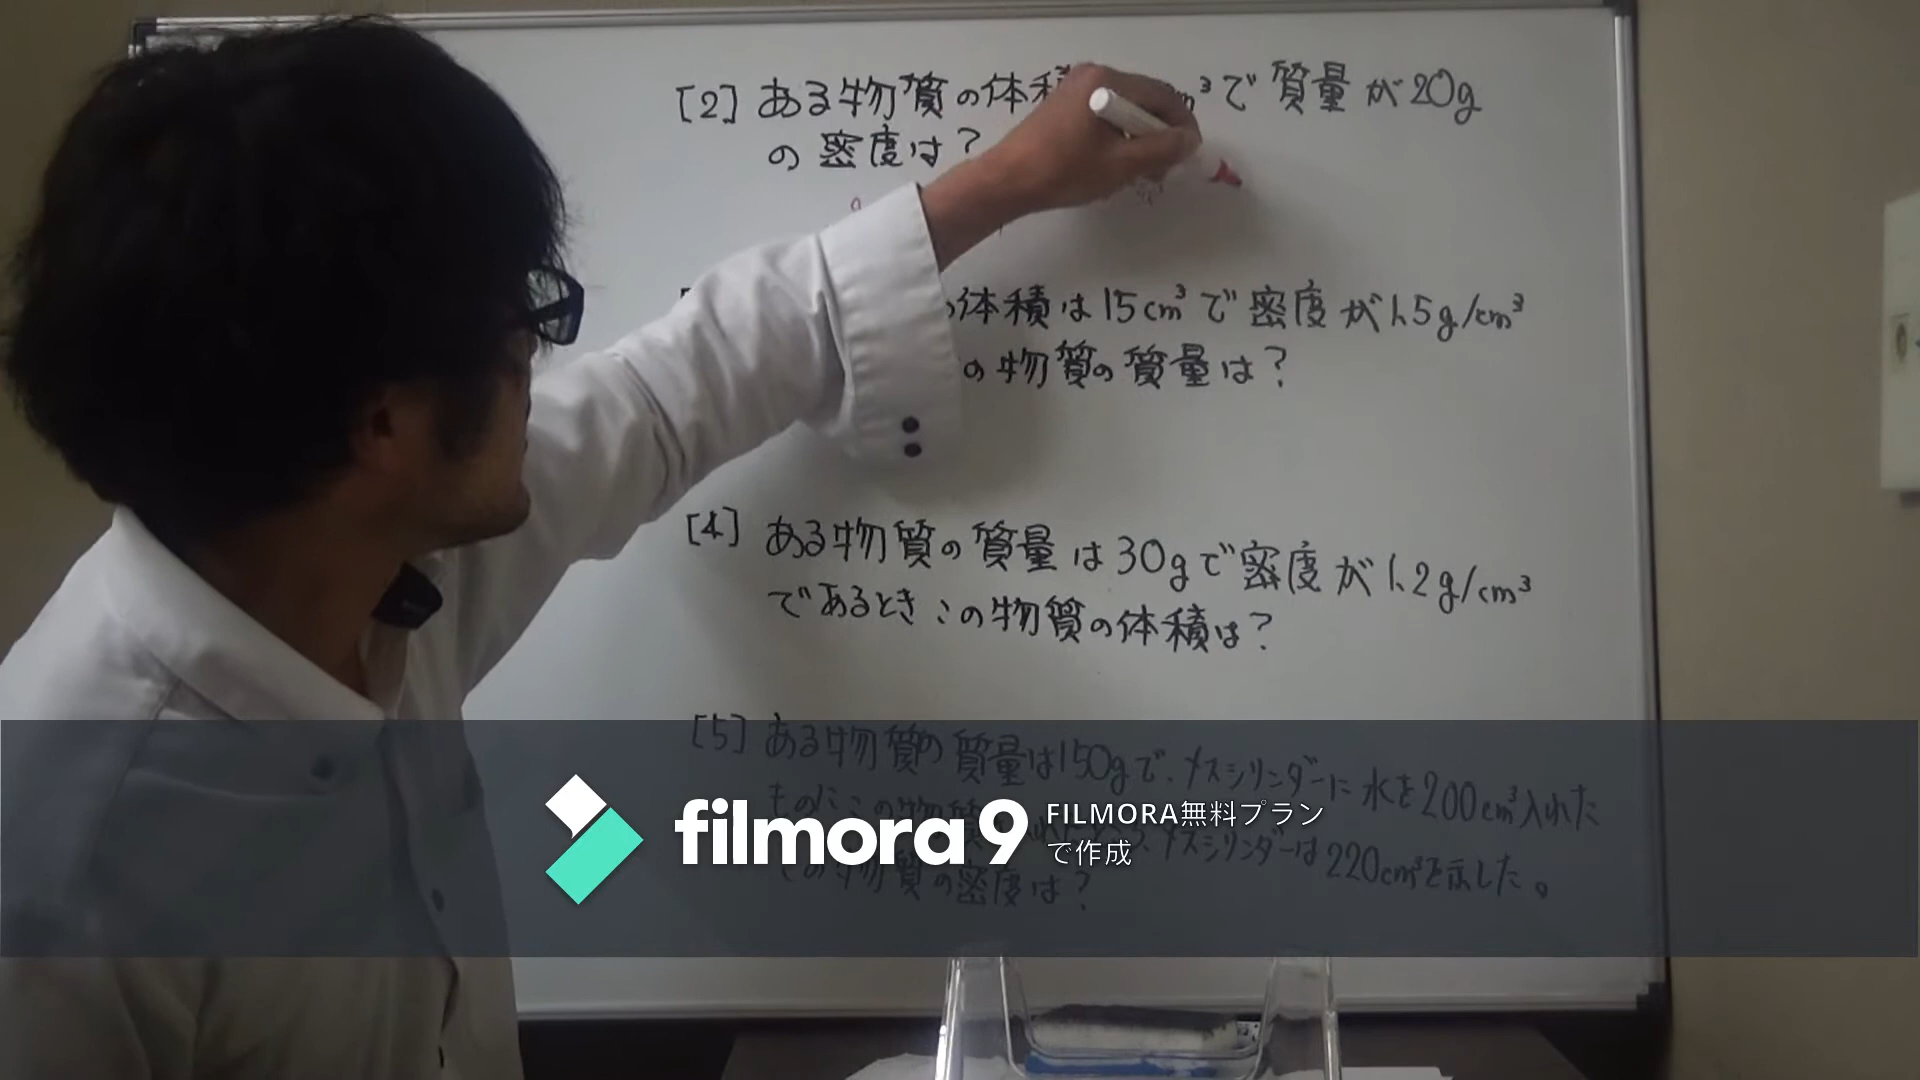 [2] ある物質の体積 m³で質量が20g
の密度は?
の体積は15cm³で密度が1.5g/cm³
の物質の質量は?
[4] ある物質の質量は30gで密度が1.2g/cm³
であるときこの物質の体積は?
[5] ある物質の質量は150gで、メスシリンダーに水を200cm³入れた
ものにこの物質 メスシリンダーは220cm³を示した。
この物質の密度は?
filmora9 FILMORA無料プラン
で作成